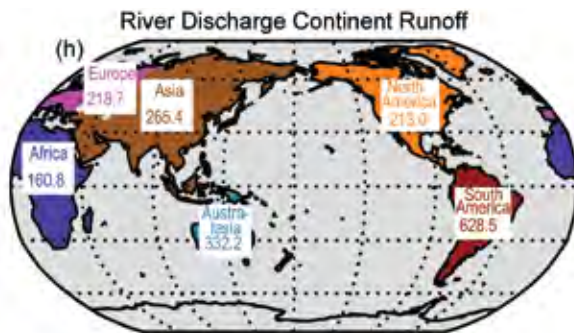 River Discharge Continent Runoff
(h)
Europe
218.7
Asia
265.4
North
America
213.0
Africa
160.8
Austra-
lasia
332.2
South
America
628.5